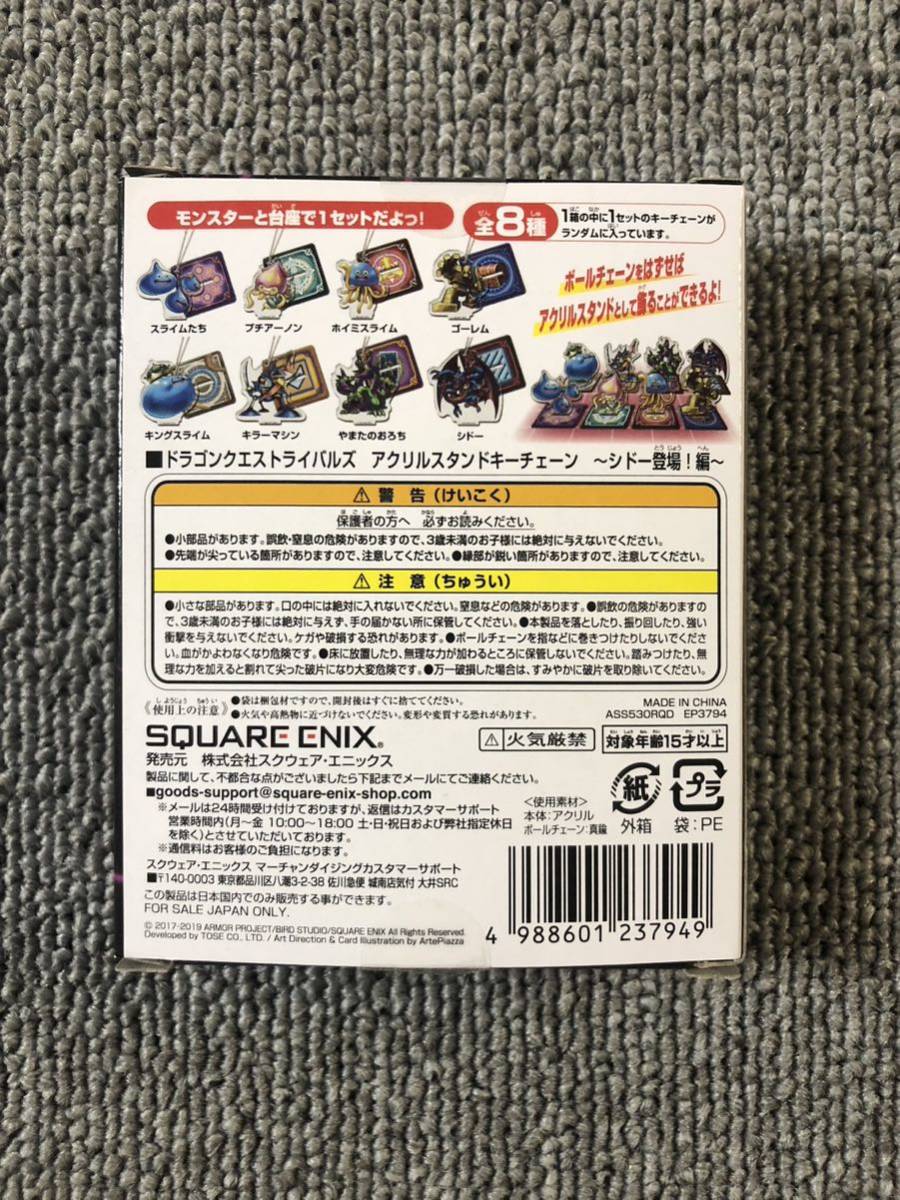 モンスターと台座で1セットだよっ!
全8種
1箱の中に1セットのキーチェーンが
ランダムに入っています。
ボールチェーンをはずせば
アクリルスタンドとして飾ることができるよ!
スライムたち
プチアーノン
ホイミスライム
ゴーレム
キングスライム
キラーマシン
やまたのおろち
シドー
■ドラゴンクエストライバルズ アクリルスタンドキーチェーン ～シドー登場!編～
⚠警 告(けいこく)
保護者の方へ 必ずお読みください。
●小部品があります。誤飲・窒息の危険がありますので、3歳未満のお子様には絶対に与えないでください。
●先端が尖っている箇所がありますので、注意してください。●縁部が鋭い箇所がありますので、注意してください。
⚠注 意(ちゅうい)
●小さな部品があります。口の中には絶対に入れないでください。窒息などの危険があります。●誤飲の危険がありますの
で、3歳未満のお子様には絶対に与えず、手の届かない所に保管してください。●本製品を落としたり、振り回したり、強い
衝撃を与えないでください。ケガや破損する恐れがあります。●ボールチェーンを指などに巻きつけたりしないでくださ
い。血がかよわなくなり危険です。●床に放置したり、無理な力が加わるところに保管しないでください。踏みつけたり、無
理な力を加えると割れて尖った破片になり大変危険です。●万一破損した場合は、すみやかに破片を取り除いてください。
《使用上の注意》
●袋は梱包材ですので、開封後はすぐに捨ててください。
●火気や高熱物に近づけないでください。変形や変質する恐れがあります。
MADE IN CHINA
ASS530RQD EP3794
SQUARE ENIX®
⚠火気厳禁
対象年齢15才以上
発売元 株式会社スクウェア・エニックス
製品に関して、不都合な点がございましたら下記までメールにてご連絡ください。
■goods-support@square-enix-shop.com
※メールは24時間受け付けておりますが、返信はカスタマーサポート
営業時間内(月～金 10:00～18:00 土・日・祝日および弊社指定休日
を除く)とさせていただいております。
※通信料はお客様のご負担になります。
<使用素材>
本体:アクリル
ボールチェーン:真鍮
紙
外箱
プラ
袋:PE
スクウェア・エニックス マーチャンダイジングカスタマーサポート
■〒140-0003 東京都品川区八潮3-2-38 佐川急便 城南店気付 大井SRC
この製品は日本国内でのみ販売する事ができます。
FOR SALE JAPAN ONLY.
© 2017-2019 ARMOR PROJECT/BIRD STUDIO/SQUARE ENIX All Rights Reserved.
Developed by TOSE CO., LTD. / Art Direction & Card Illustration by ArtePiazza
4 988601 237949